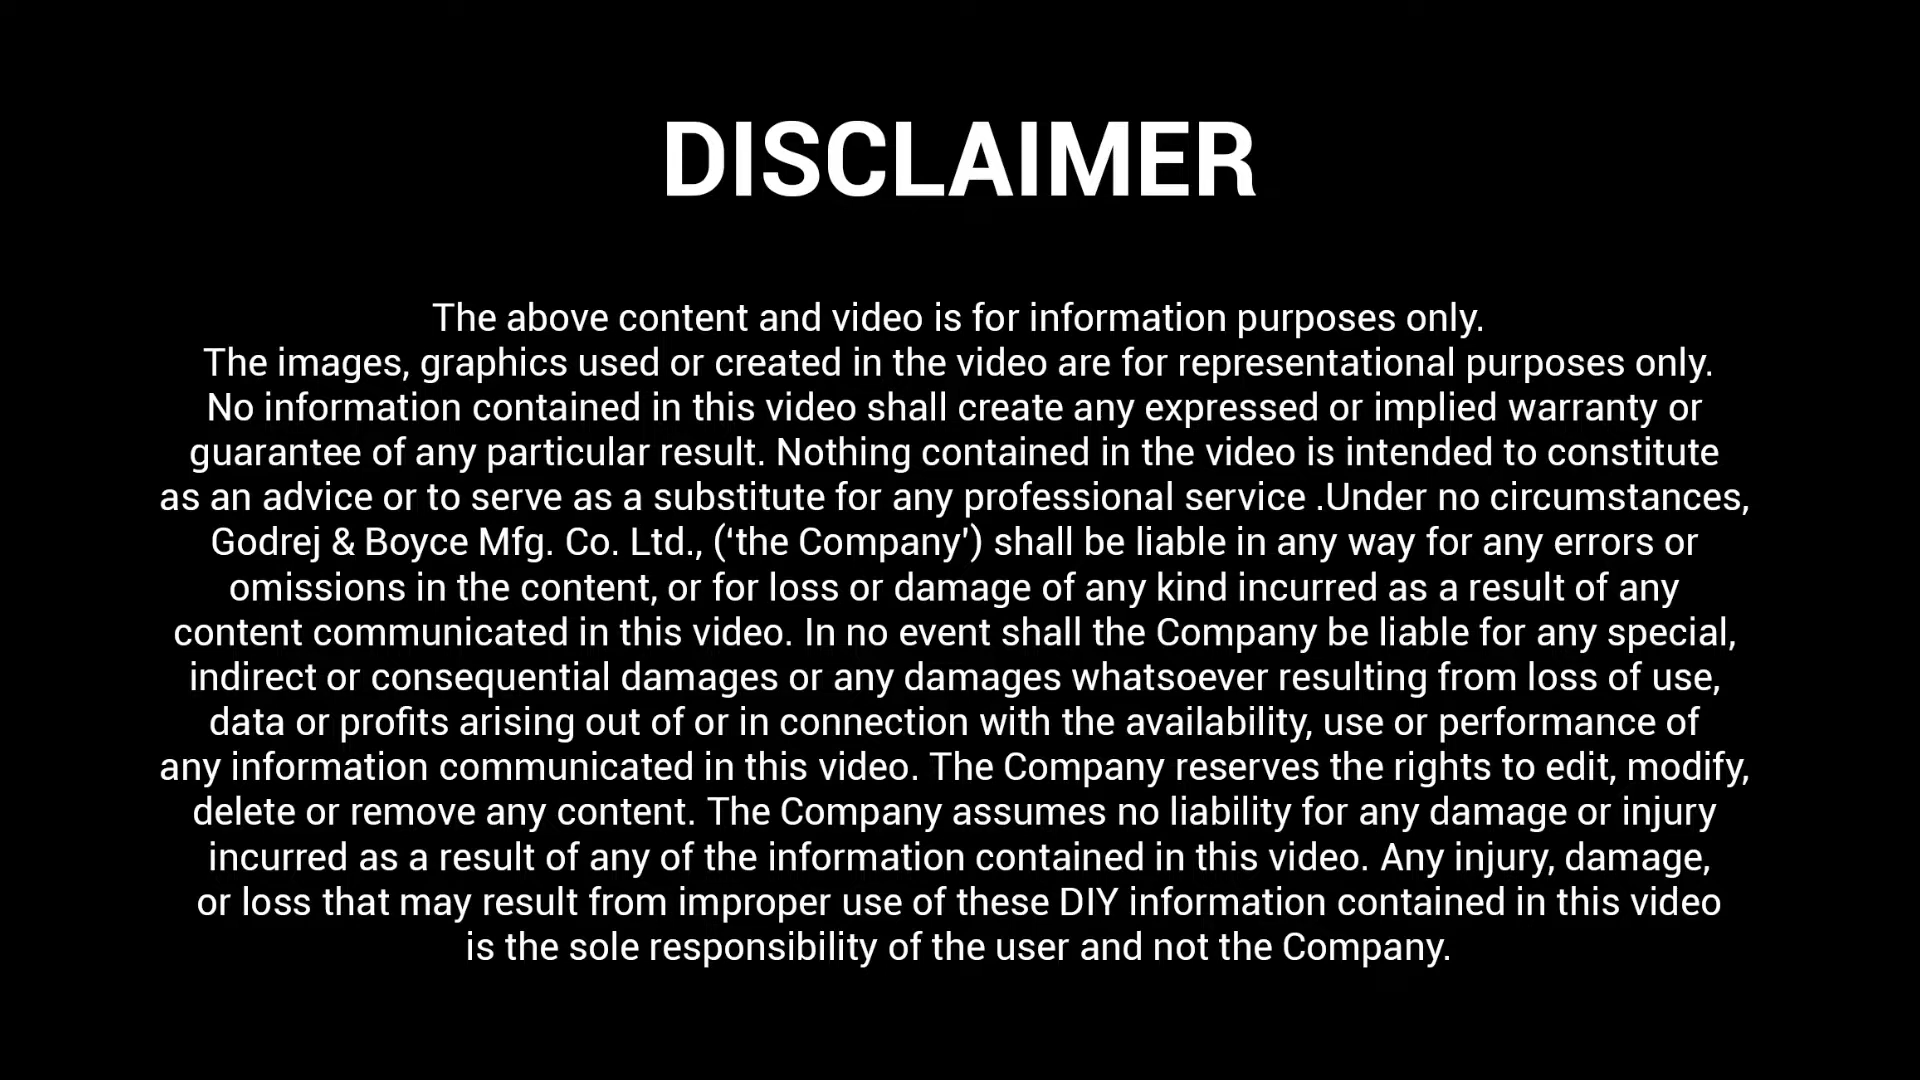 DISCLAIMER
The above content and video is for information purposes only.
The images, graphics used or created in the video are for representational purposes only.
No information contained in this video shall create any expressed or implied warranty or
guarantee of any particular result. Nothing contained in the video is intended to constitute
as an advice or to serve as a substitute for any professional service .Under no circumstances,
Godrej & Boyce Mfg. Co. Ltd., (‘the Company’) shall be liable in any way for any errors or
omissions in the content, or for loss or damage of any kind incurred as a result of any
content communicated in this video. In no event shall the Company be liable for any special,
indirect or consequential damages or any damages whatsoever resulting from loss of use,
data or profits arising out of or in connection with the availability, use or performance of
any information communicated in this video. The Company reserves the rights to edit, modify,
delete or remove any content. The Company assumes no liability for any damage or injury
incurred as a result of any of the information contained in this video. Any injury, damage,
or loss that may result from improper use of these DIY information contained in this video
is the sole responsibility of the user and not the Company.